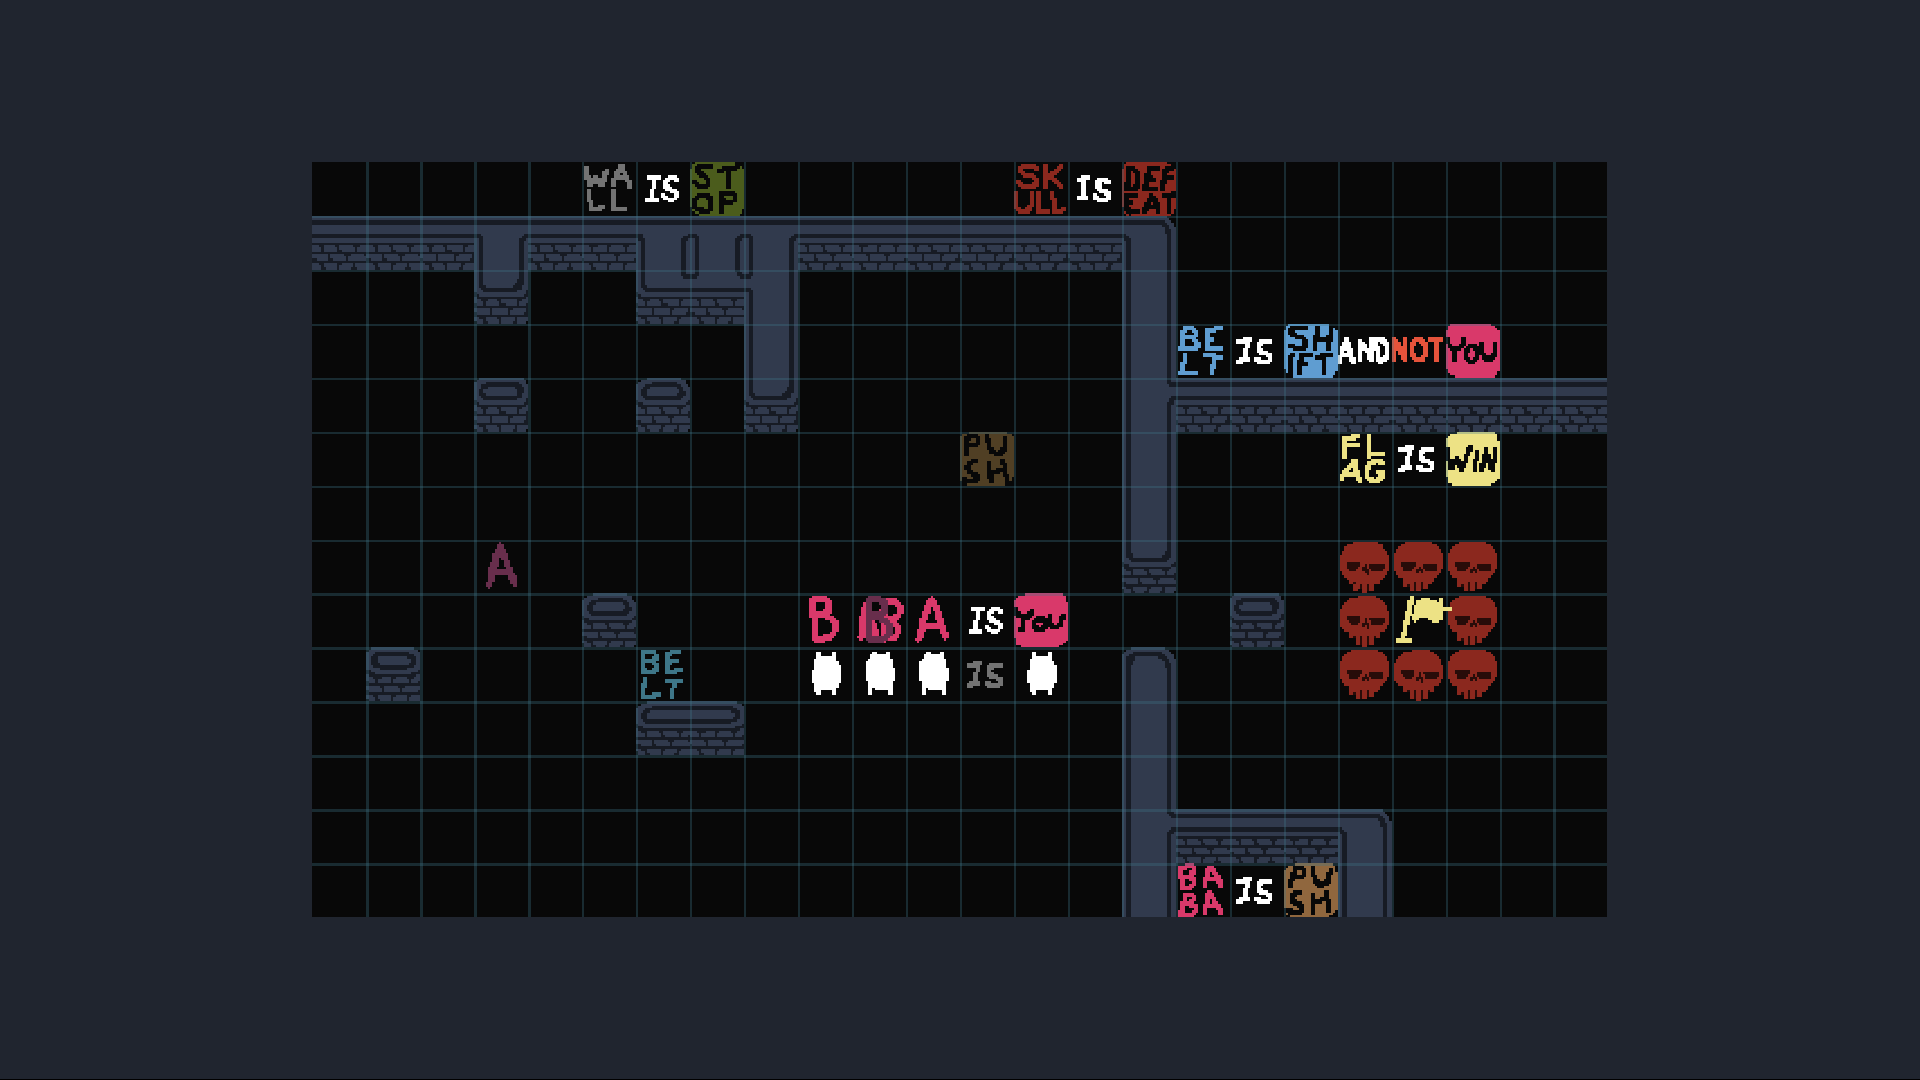 WALL IS STOP
SKULL IS DEFEAT
BELT IS SHIFT AND NOT YOU
PUSH
FLAG IS WIN
A
B B A IS YOU
BELT
IS
BABA IS PUSH